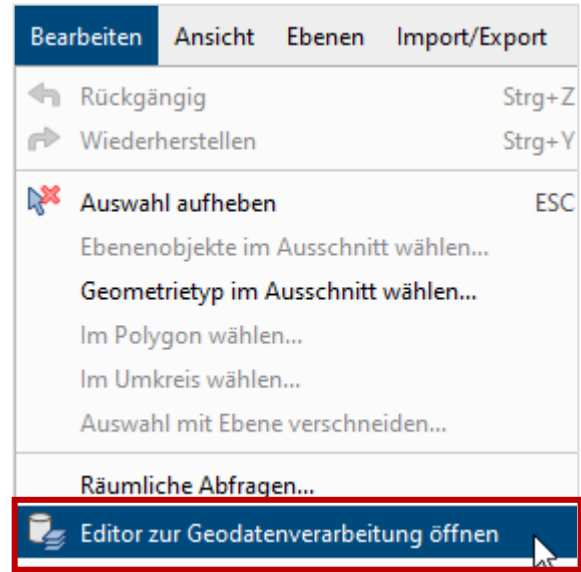 Bearbeiten Ansicht Ebenen Import/Export
Rückgängig Strg+Z
Wiederherstellen Strg+Y
Auswahl aufheben ESC
Ebenenobjekte im Ausschnitt wählen...
Geometrietyp im Ausschnitt wählen...
Im Polygon wählen...
Im Umkreis wählen...
Auswahl mit Ebene verschneiden...
Räumliche Abfragen...
Editor zur Geodatenverarbeitung öffnen